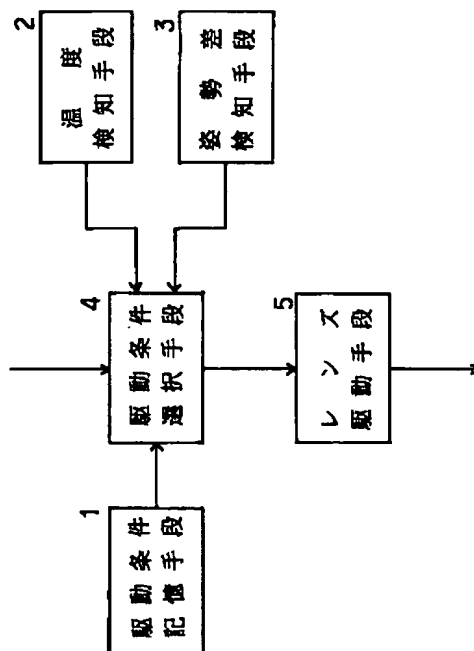 1
駆動条件
記憶手段
2
温度
検知手段
3
姿勢差
検知手段
4
駆動条件
選択手段
5
レンズ
駆動手段